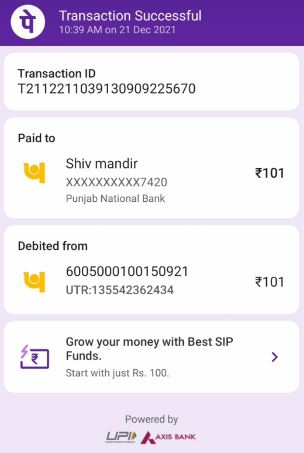 पे
Transaction Successful
10:39 AM on 21 Dec 2021
Transaction ID
T2112211039130909225670
Paid to
Shiv mandir
₹101
XXXXXXXXXX7420
Punjab National Bank
Debited from
6005000100150921
₹101
UTR:135542362434
₹
Grow your money with Best SIP
Funds.
Start with just Rs. 100.
Powered by
UPI AXIS BANK